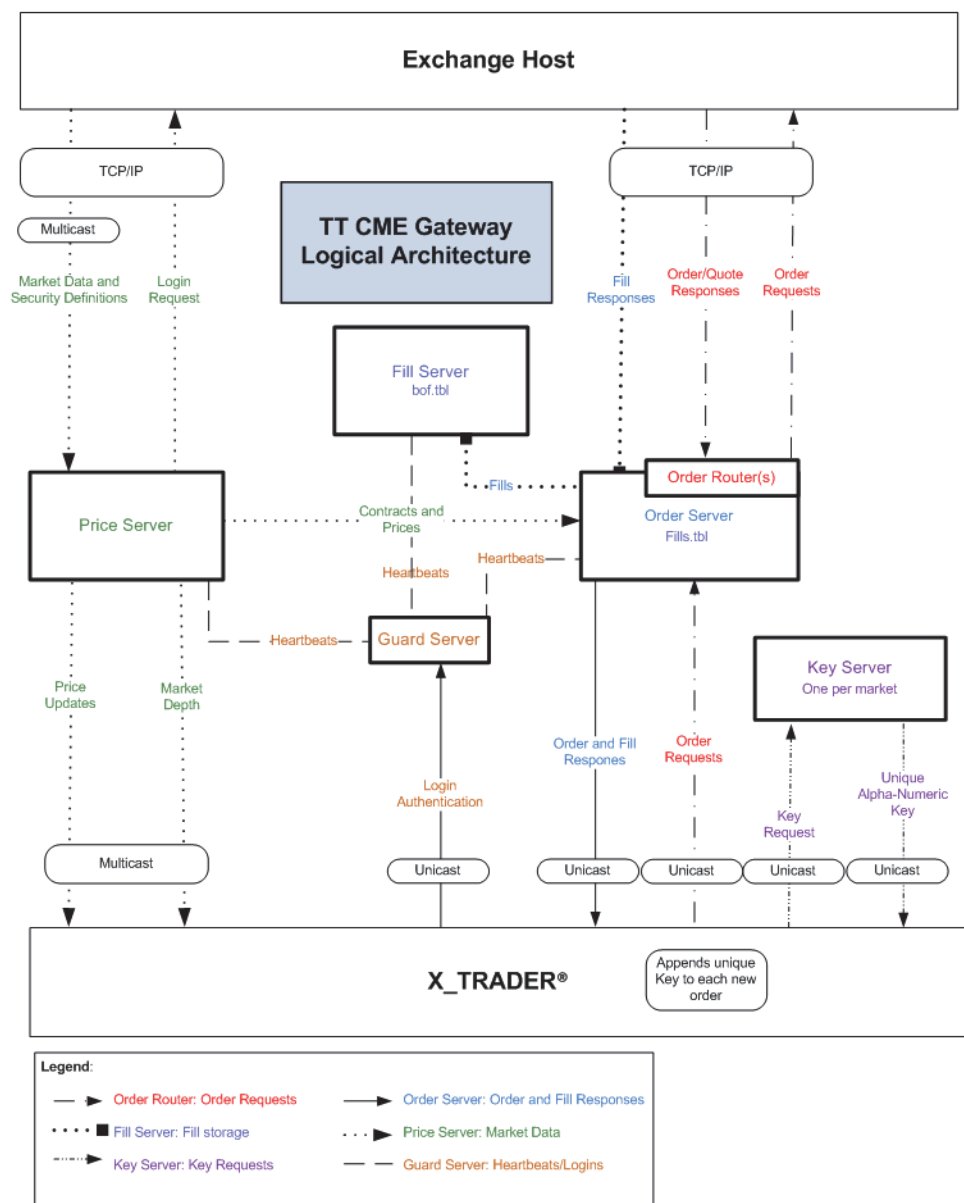 Exchange Host
TCP/IP
TCP/IP
Multicast
TT CME Gateway
Logical Architecture
Market Data and
Security Definitions
Login
Request
Fill
Responses
Order/Quote
Responses
Order
Requests
Fill Server
bof.tbl
Order Router(s)
Fills
Price Server
Contracts and
Prices
Order Server
Fills.tbl
Heartbeats
Heartbeats
Heartbeats
Guard Server
Key Server
One per market
Price
Updates
Market
Depth
Order and Fill
Respones
Order
Requests
Login
Authentication
Unique
Alpha-Numeric
Key
Key
Request
Multicast
Unicast
Unicast
Unicast
Unicast
Unicast
X_TRADER®
Appends unique
Key to each new
order
Legend:
Order Router: Order Requests
Order Server: Order and Fill Responses
Fill Server: Fill storage
Price Server: Market Data
Key Server: Key Requests
Guard Server: Heartbeats/Logins